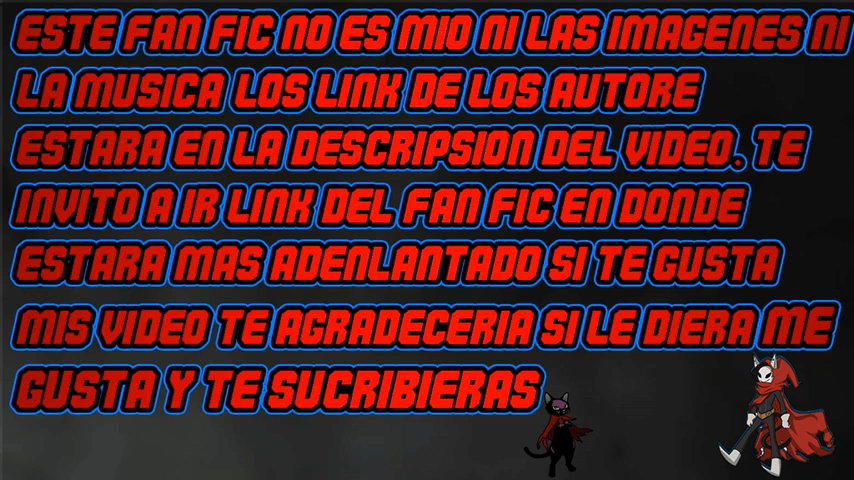 ESTE FAN FIC NO ES MIO NI LAS IMAGENES NI
LA MUSICA LOS LINK DE LOS AUTORE
ESTARA EN LA DESCRIPSION DEL VIDEO. TE
INVITO A IR LINK DEL FAN FIC EN DONDE
ESTARA MAS ADENLANTADO SI TE GUSTA
MIS VIDEO TE AGRADECERIA SI LE DIERA ME
GUSTA Y TE SUCRIBIERAS